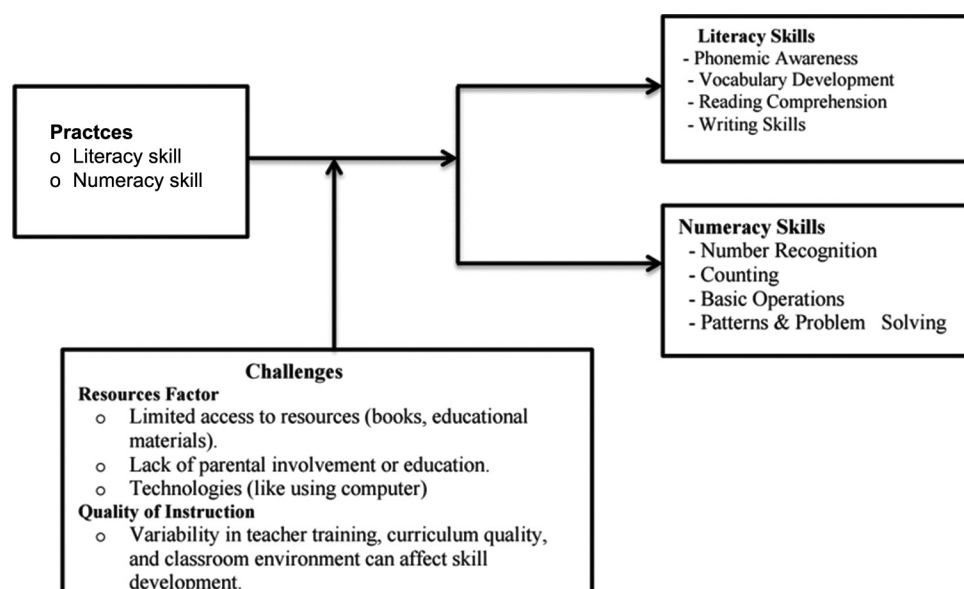 Practces
o Literacy skill
o Numeracy skill
Literacy Skills
- Phonemic Awareness
- Vocabulary Development
- Reading Comprehension
- Writing Skills
Numeracy Skills
- Number Recognition
- Counting
- Basic Operations
- Patterns & Problem Solving
Challenges
Resources Factor
o Limited access to resources (books, educational
materials).
o Lack of parental involvement or education.
o Technologies (like using computer)
Quality of Instruction
o Variability in teacher training, curriculum quality,
and classroom environment can affect skill
development.